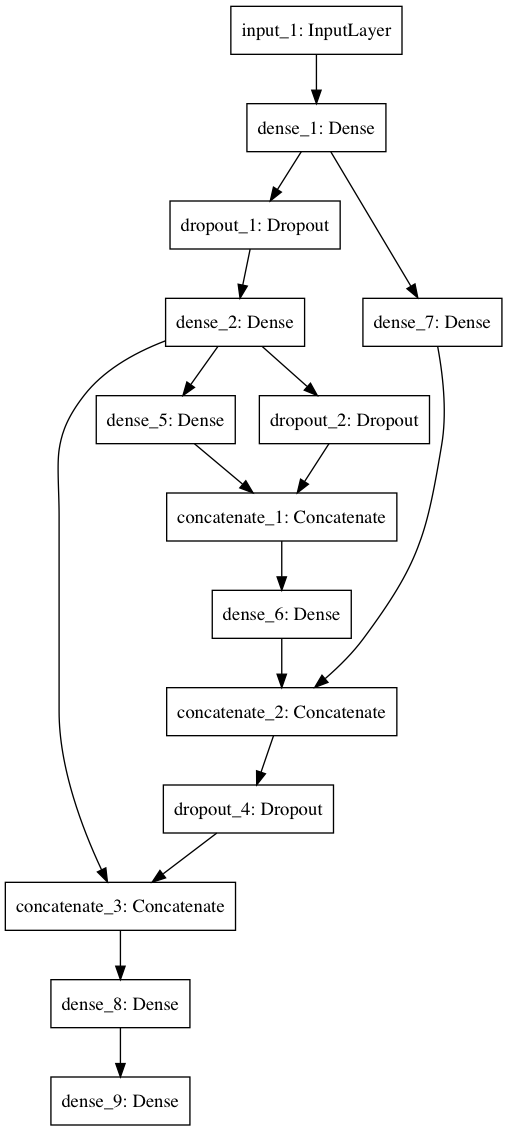 input_1: InputLayer
dense_1: Dense
dropout_1: Dropout
dense_2: Dense
dense_7: Dense
dense_5: Dense
dropout_2: Dropout
concatenate_1: Concatenate
dense_6: Dense
concatenate_2: Concatenate
dropout_4: Dropout
concatenate_3: Concatenate
dense_8: Dense
dense_9: Dense